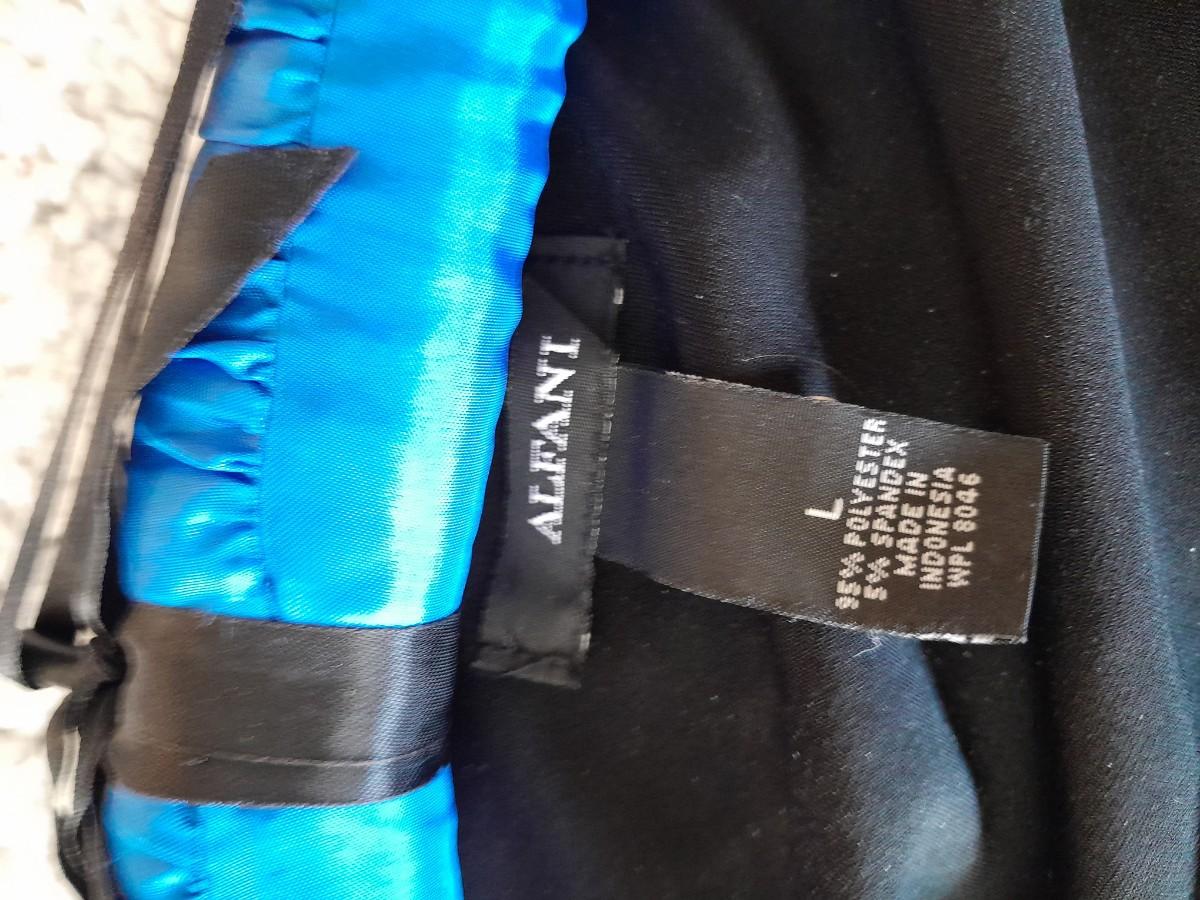 ALFANI
L
95% POLYESTER
5% SPANDEX
MADE IN
INDONESIA
WPL 8046